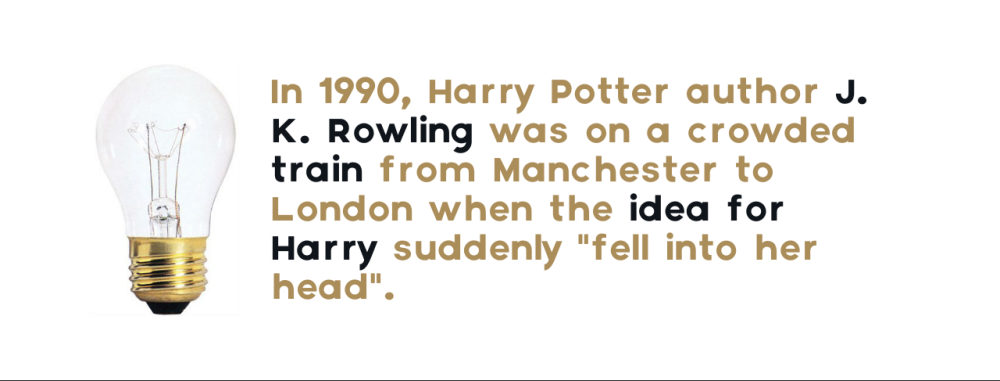 In 1990, Harry Potter author J.
K. Rowling was on a crowded
train from Manchester to
London when the idea for
Harry suddenly "fell into her
head".